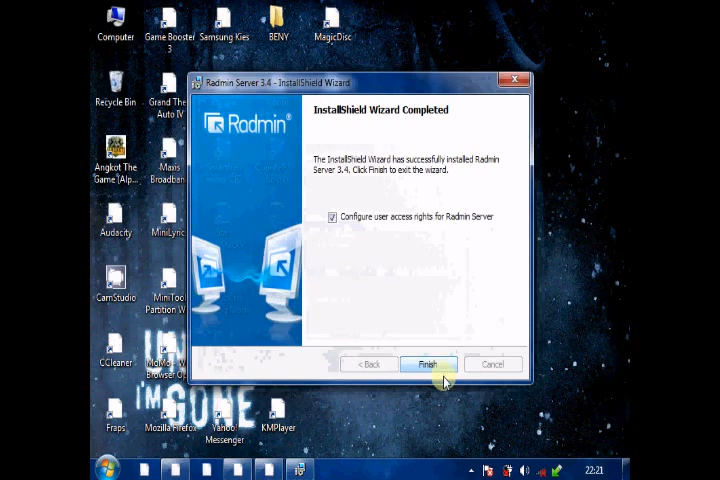 Computer
Game Booster
3
Samsung Kies
BENY
MagicDisc
Radmin Server 3.4 - InstallShield Wizard
Recycle Bin
Grand The
Auto IV
Radmin®
InstallShield Wizard Completed
The InstallShield Wizard has successfully installed Radmin
Server 3.4. Click Finish to exit the wizard.
Angkot The
Game (Alp...
Maxis
Broadban
Configure user access rights for Radmin Server
Audacity
MiniLyric
CamStudio
MiniTool
Partition W
CCleaner
Browser O
< Back
Finish
Cancel
I'M
GONE
Fraps
Mozilla Firefox
Yahoo!
Messenger
KMPlayer
22:21